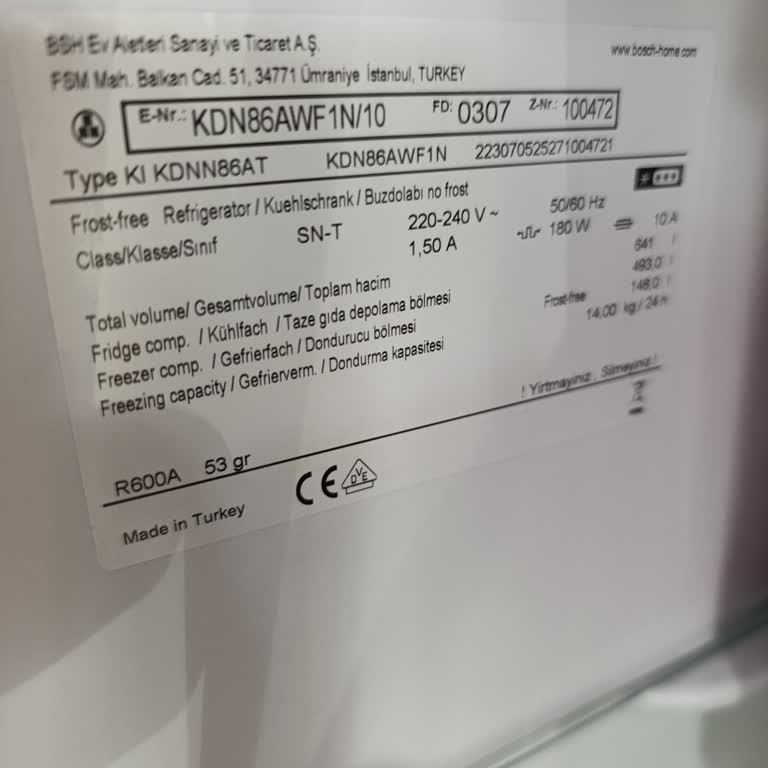 BSH Ev Aletleri Sanayi ve Ticaret A.Ş.
www.bosch-home.com
FSM Mah. Balkan Cad. 51, 34771 Ümraniye İstanbul, TURKEY
E-Nr.: KDN86AWF1N/10 FD: 0307 Z-Nr.: 100472
Type KI KDNN86AT KDN86AWF1N 223070525271004721
Frost-free Refrigerator / Kuehlschrank / Buzdolabı no frost
Class/Klasse/Sınıf SN-T 220-240 V ~ 50/60 Hz
1,50 A 180 W 10 A
Total volume/ Gesamtvolume/ Toplam hacim 641 l
Fridge comp. / Kühlfach / Taze gıda depolama bölmesi 493,0 l
Freezer comp. / Gefrierfach / Dondurucu bölmesi Frost-free 148,0 l
Freezing capacity / Gefrierverm. / Dondurma kapasitesi 14,00 kg / 24 h
! Yirtmayiniz , Silmeyiniz !
R600A 53 gr
CE DVE
Made in Turkey